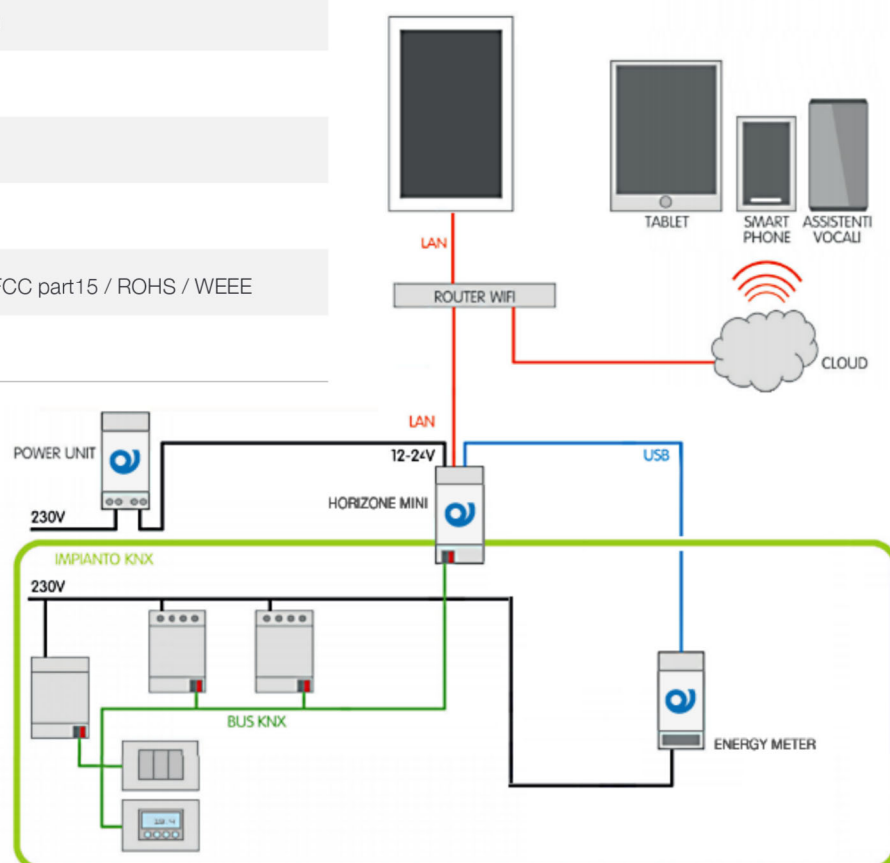 TABLET
SMART
PHONE
ASSISTENTI
VOCALI
LAN
FCC part15 / ROHS / WEEE
ROUTER WIFI
CLOUD
LAN
POWER UNIT
12-24V
USB
HORIZONE MINI
230V
IMPIANTO KNX
230V
BUS KNX
ENERGY METER